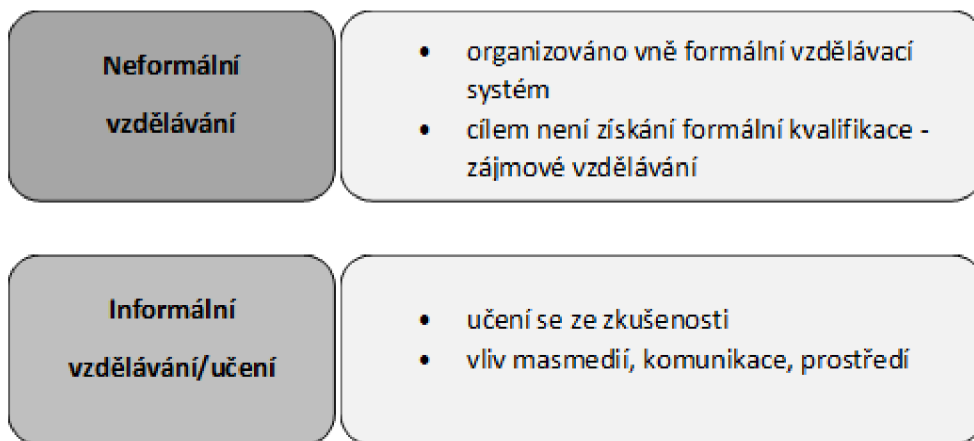 Neformální
vzdělávání
• organizováno vně formální vzdělávací
systém
• cílem není získání formální kvalifikace -
zájmové vzdělávání
Informální
vzdělávání/učení
• učení se ze zkušenosti
• vliv masmedií, komunikace, prostředí